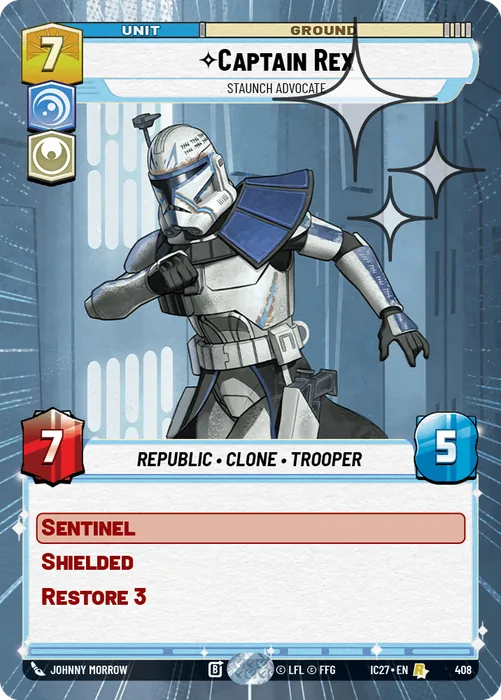 UNIT GROUND
7
CAPTAIN REX
STAUNCH ADVOCATE
7
REPUBLIC • CLONE • TROOPER
5
SENTINEL
SHIELDED
RESTORE 3
JOHNNY MORROW B © LFL © FFG IC27 • EN R 408